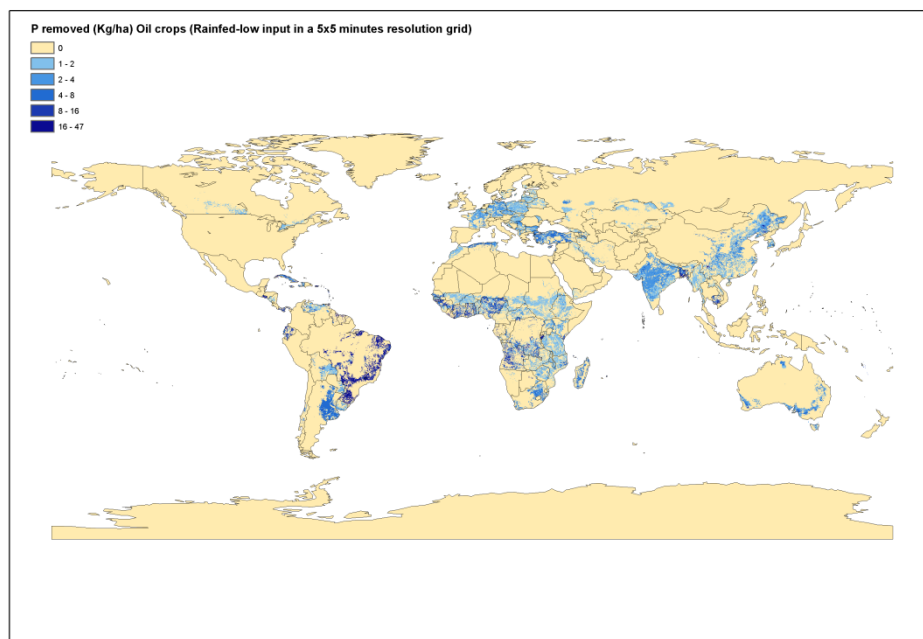 P removed (Kg/ha) Oil crops (Rainfed-low input in a 5x5 minutes resolution grid)
0
1 - 2
2 - 4
4 - 8
8 - 16
16 - 47